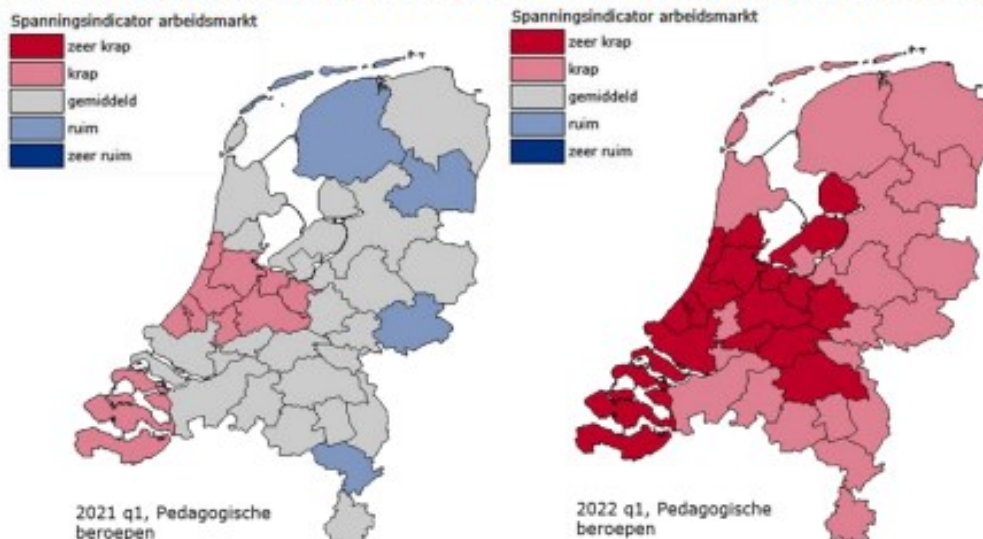 Spanningsindicator arbeidsmarkt
zeer krap
krap
gemiddeld
ruim
zeer ruim
2021 q1, Pedagogische
beroepen
Spanningsindicator arbeidsmarkt
zeer krap
krap
gemiddeld
ruim
zeer ruim
2022 q1, Pedagogische
beroepen